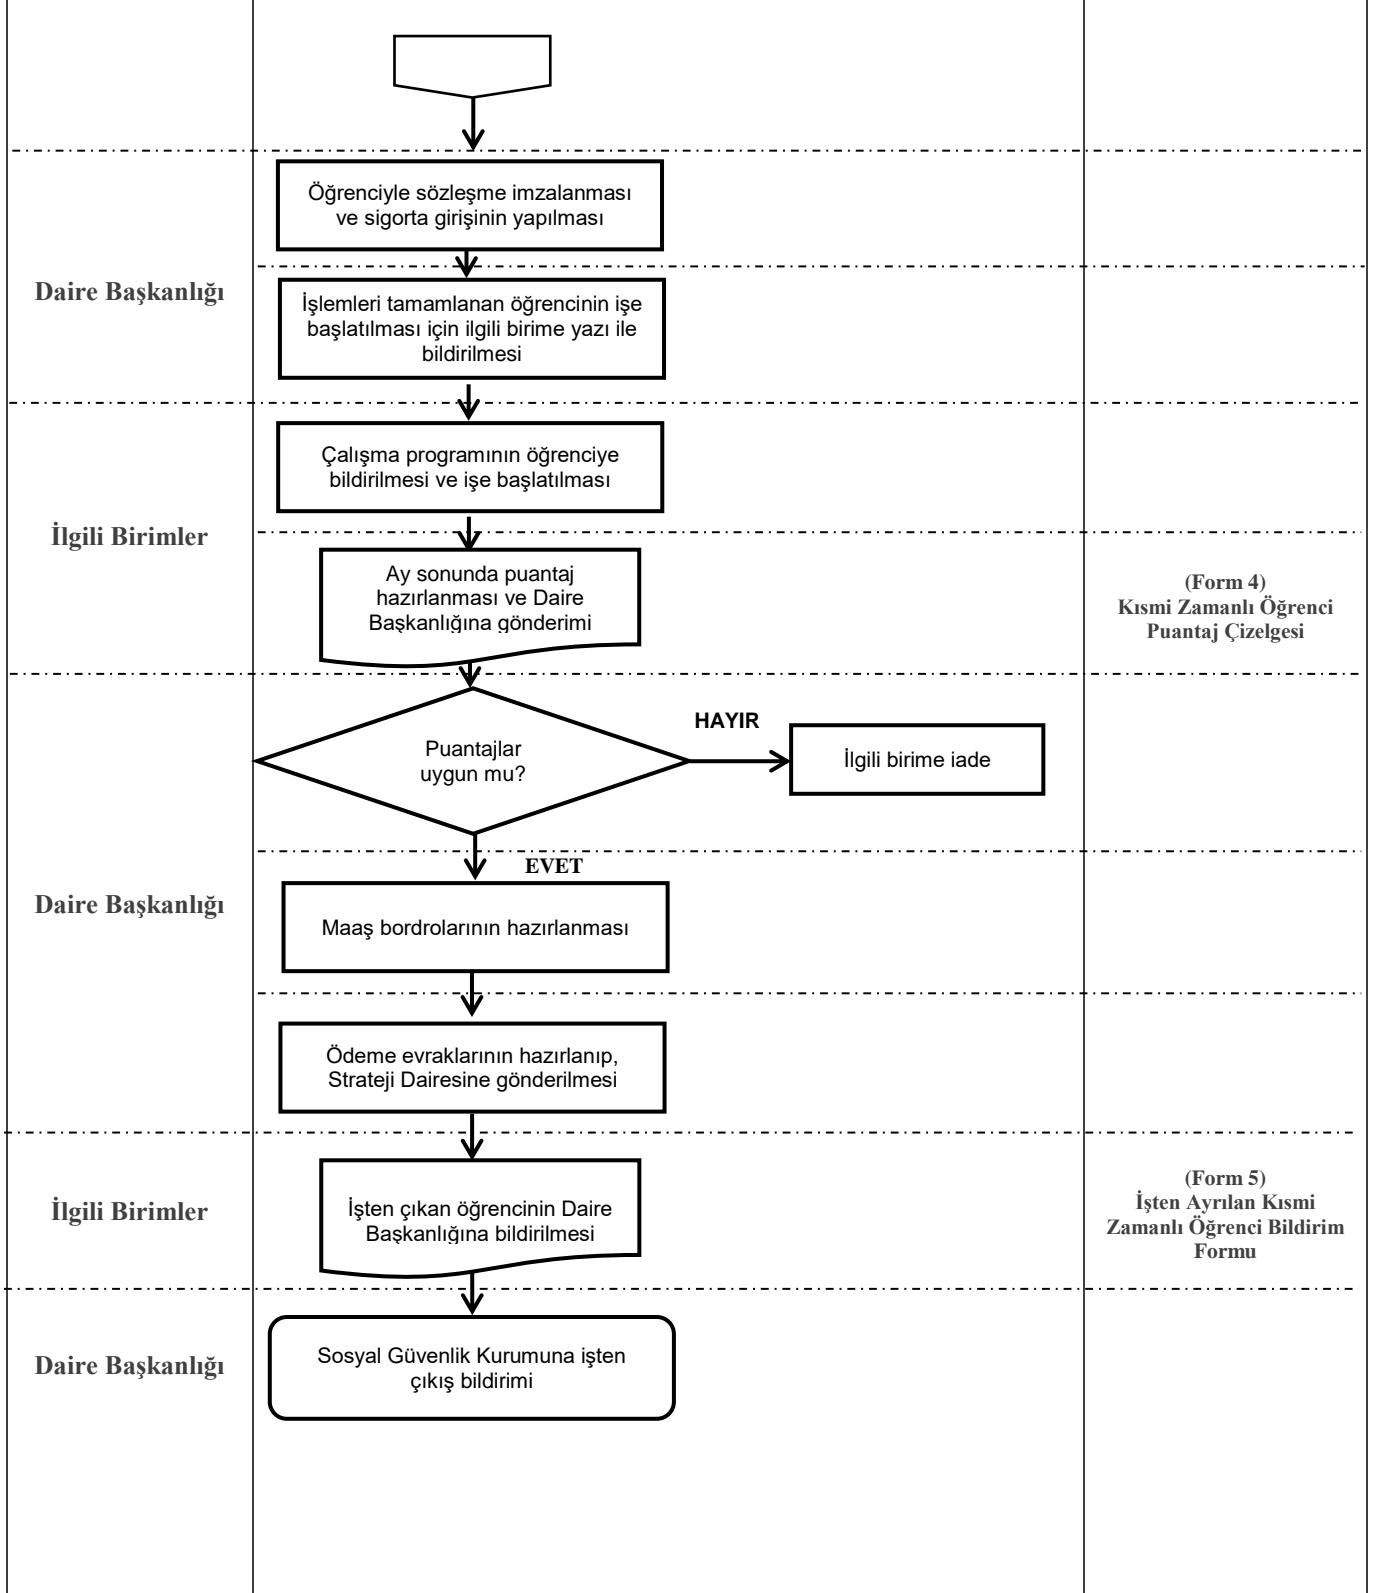 Öğrenciyle sözleşme imzalanması
ve sigorta girişinin yapılması
Daire Başkanlığı
İşlemleri tamamlanan öğrencinin işe
başlatılması için ilgili birime yazı ile
bildirilmesi
Çalışma programının öğrenciye
bildirilmesi ve işe başlatılması
İlgili Birimler
Ay sonunda puantaj
hazırlanması ve Daire
Başkanlığına gönderimi
(Form 4)
Kısmi Zamanlı Öğrenci
Puantaj Çizelgesi
Puantajlar
uygun mu?
HAYIR
İlgili birime iade
EVET
Daire Başkanlığı
Maaş bordrolarının hazırlanması
Ödeme evraklarının hazırlanıp,
Strateji Dairesine gönderilmesi
İlgili Birimler
İşten çıkan öğrencinin Daire
Başkanlığına bildirilmesi
(Form 5)
İşten Ayrılan Kısmi
Zamanlı Öğrenci Bildirim
Formu
Daire Başkanlığı
Sosyal Güvenlik Kurumuna işten
çıkış bildirimi